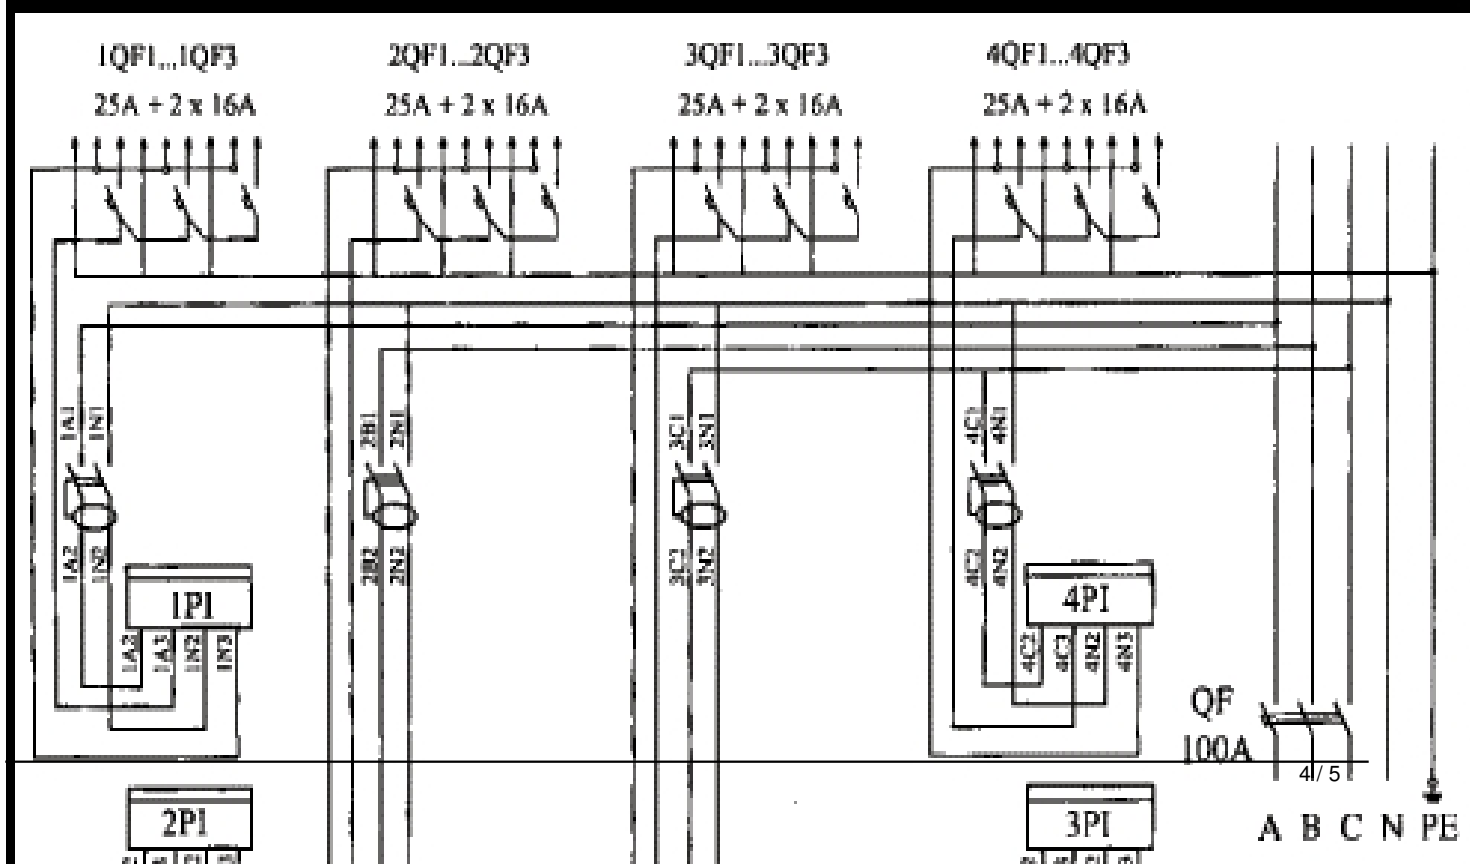 1QF1...1QF3
2QF1...2QF3
3QF1...3QF3
4QF1...4QF3
25A + 2 x 16A
25A + 2 x 16A
25A + 2 x 16A
25A + 2 x 16A
1A1
1N1
2B1
2N1
3C1
3N1
4C1
4N1
1A2
1N2
2B2
2N2
3C2
3N2
4C2
4N2
1PI
4PI
1A2
1A3
1N2
1N3
4C2
4C3
4N2
4N3
QF
100A
4 / 5
2PI
3PI
A B C N PE